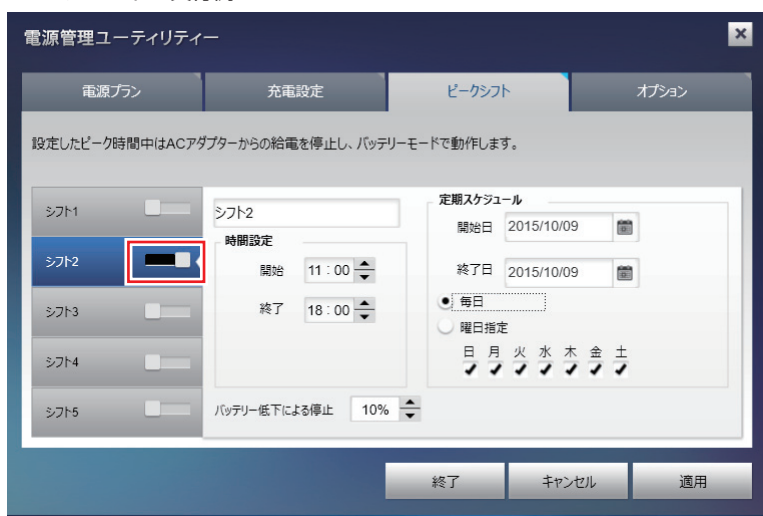 電源管理ユーティリティー
電源プラン 充電設定 ピークシフト オプション
設定したピーク時間中はACアダプターからの給電を停止し、バッテリーモードで動作します。
シフト1
シフト2
シフト3
シフト4
シフト5
シフト2
時間設定
開始 11:00
終了 18:00
バッテリー低下による停止 10%
定期スケジュール
開始日 2015/10/09
終了日 2015/10/09
毎日
曜日指定
日 月 火 水 木 金 土
終了 キャンセル 適用